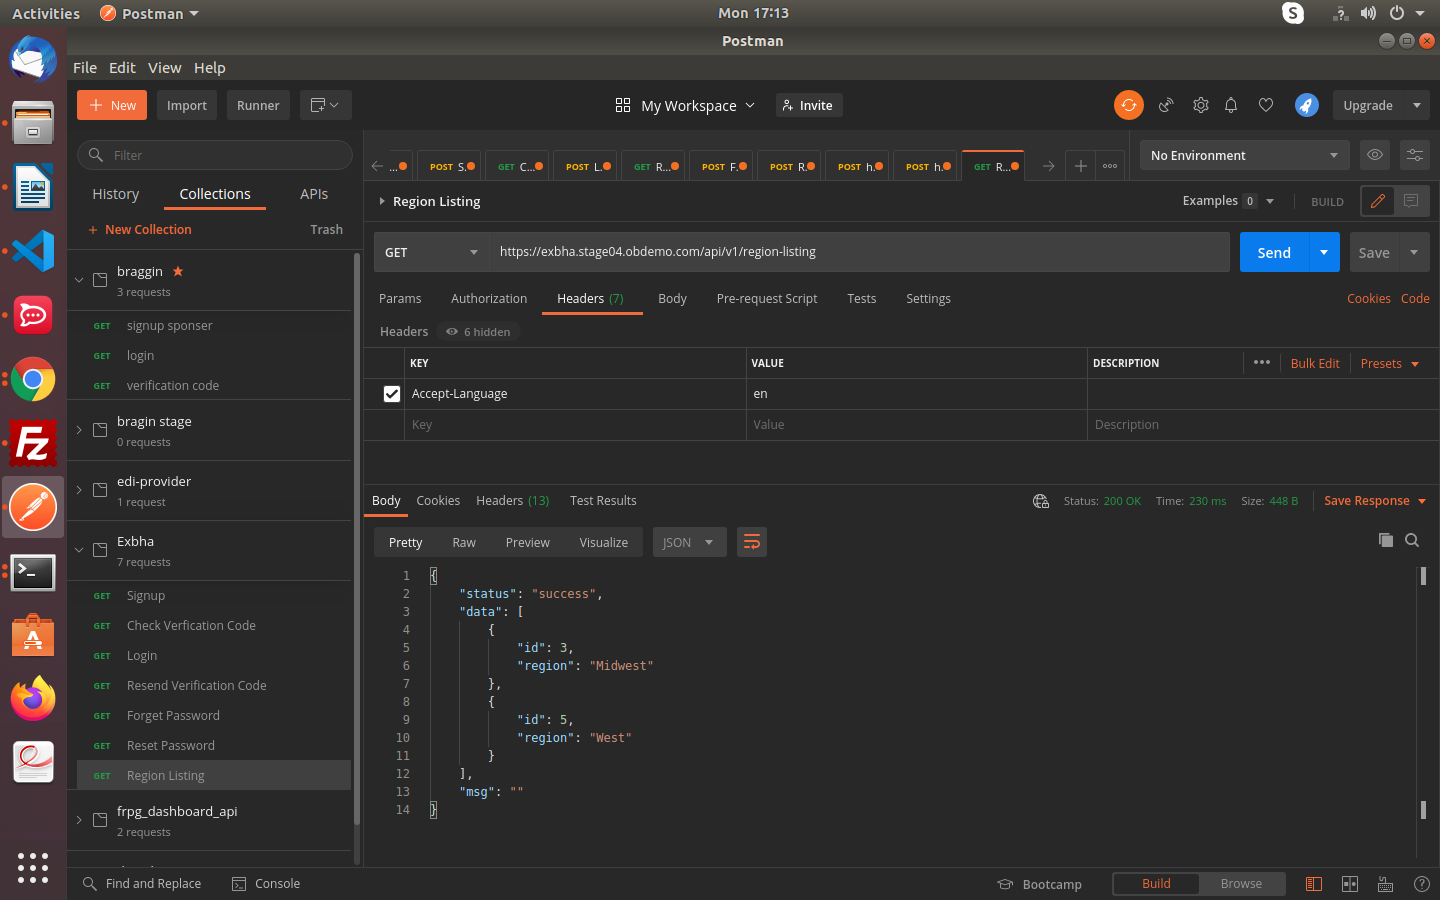 Activities Postman Mon 17:13
Postman
File Edit View Help
New Import Runner My Workspace Invite Upgrade
Filter
History Collections APIs
New Collection Trash
braggin
3 requests
GET signup sponser
GET login
GET verification code
bragin stage
0 requests
edi-provider
1 request
Exbha
7 requests
GET Signup
GET Check Verfication Code
GET Login
GET Resend Verification Code
GET Forget Password
GET Reset Password
GET Region Listing
frpg_dashboard_api
2 requests
... POST S. GET C... POST L. GET R... POST F. POST R. POST h. POST h. GET R... No Environment
Region Listing Examples 0 BUILD
GET https://exbha.stage04.obdemo.com/api/v1/region-listing Send Save
Params Authorization Headers (7) Body Pre-request Script Tests Settings Cookies Code
Headers 6 hidden
KEY VALUE DESCRIPTION Bulk Edit Presets
Accept-Language en
Key Value Description
Body Cookies Headers (13) Test Results Status: 200 OK Time: 230 ms Size: 448 B Save Response
Pretty Raw Preview Visualize JSON
1 {
2 "status": "success",
3 "data": [
4 {
5 "id": 3,
6 "region": "Midwest"
7 },
8 {
9 "id": 5,
10 "region": "West"
11 }
12 ],
13 "msg": ""
14 }
Find and Replace Console Bootcamp Build Browse